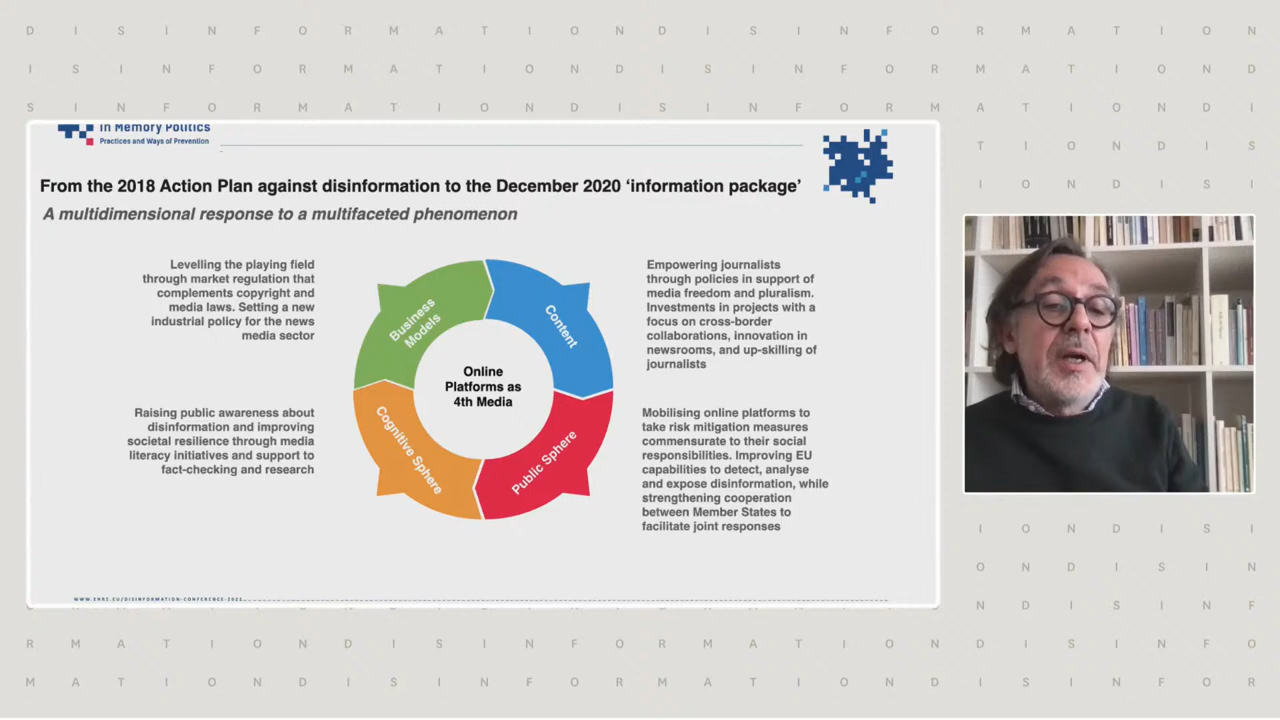 D I S I N F O R M A T I O N D I S I N F O R M A T I O N
I S I N F O R M A T I O N D I S I N F O R M A T I O N D
S I N F O R M A T I O N D I S I N F O R M A T I O N D I
T I O N D I S
I O N D I S I
In Memory Politics
Practices and Ways of Prevention
From the 2018 Action Plan against disinformation to the December 2020 ‘information package’
A multidimensional response to a multifaceted phenomenon
Levelling the playing field
through market regulation that
complements copyright and
media laws. Setting a new
industrial policy for the news
media sector
Business
Models
Content
Empowering journalists
through policies in support of
media freedom and pluralism.
Investments in projects with a
focus on cross-border
collaborations, innovation in
newsrooms, and up-skilling of
journalists
Online
Platforms as
4th Media
Raising public awareness about
disinformation and improving
societal resilience through media
literacy initiatives and support to
fact-checking and research
Cognitive Sphere
Public Sphere
Mobilising online platforms to
take risk mitigation measures
commensurate to their social
responsibilities. Improving EU
capabilities to detect, analyse
and expose disinformation, while
strengthening cooperation
between Member States to
facilitate joint responses
WWW.EHRI.EU/DISINFORMATION-CONFERENCE-2021
I O N D I S I
O N D I S I N
N D I S I N F
R M A T I O N D I S I N F O R M A T I O N D I S I N F O
M A T I O N D I S I N F O R M A T I O N D I S I N F O R